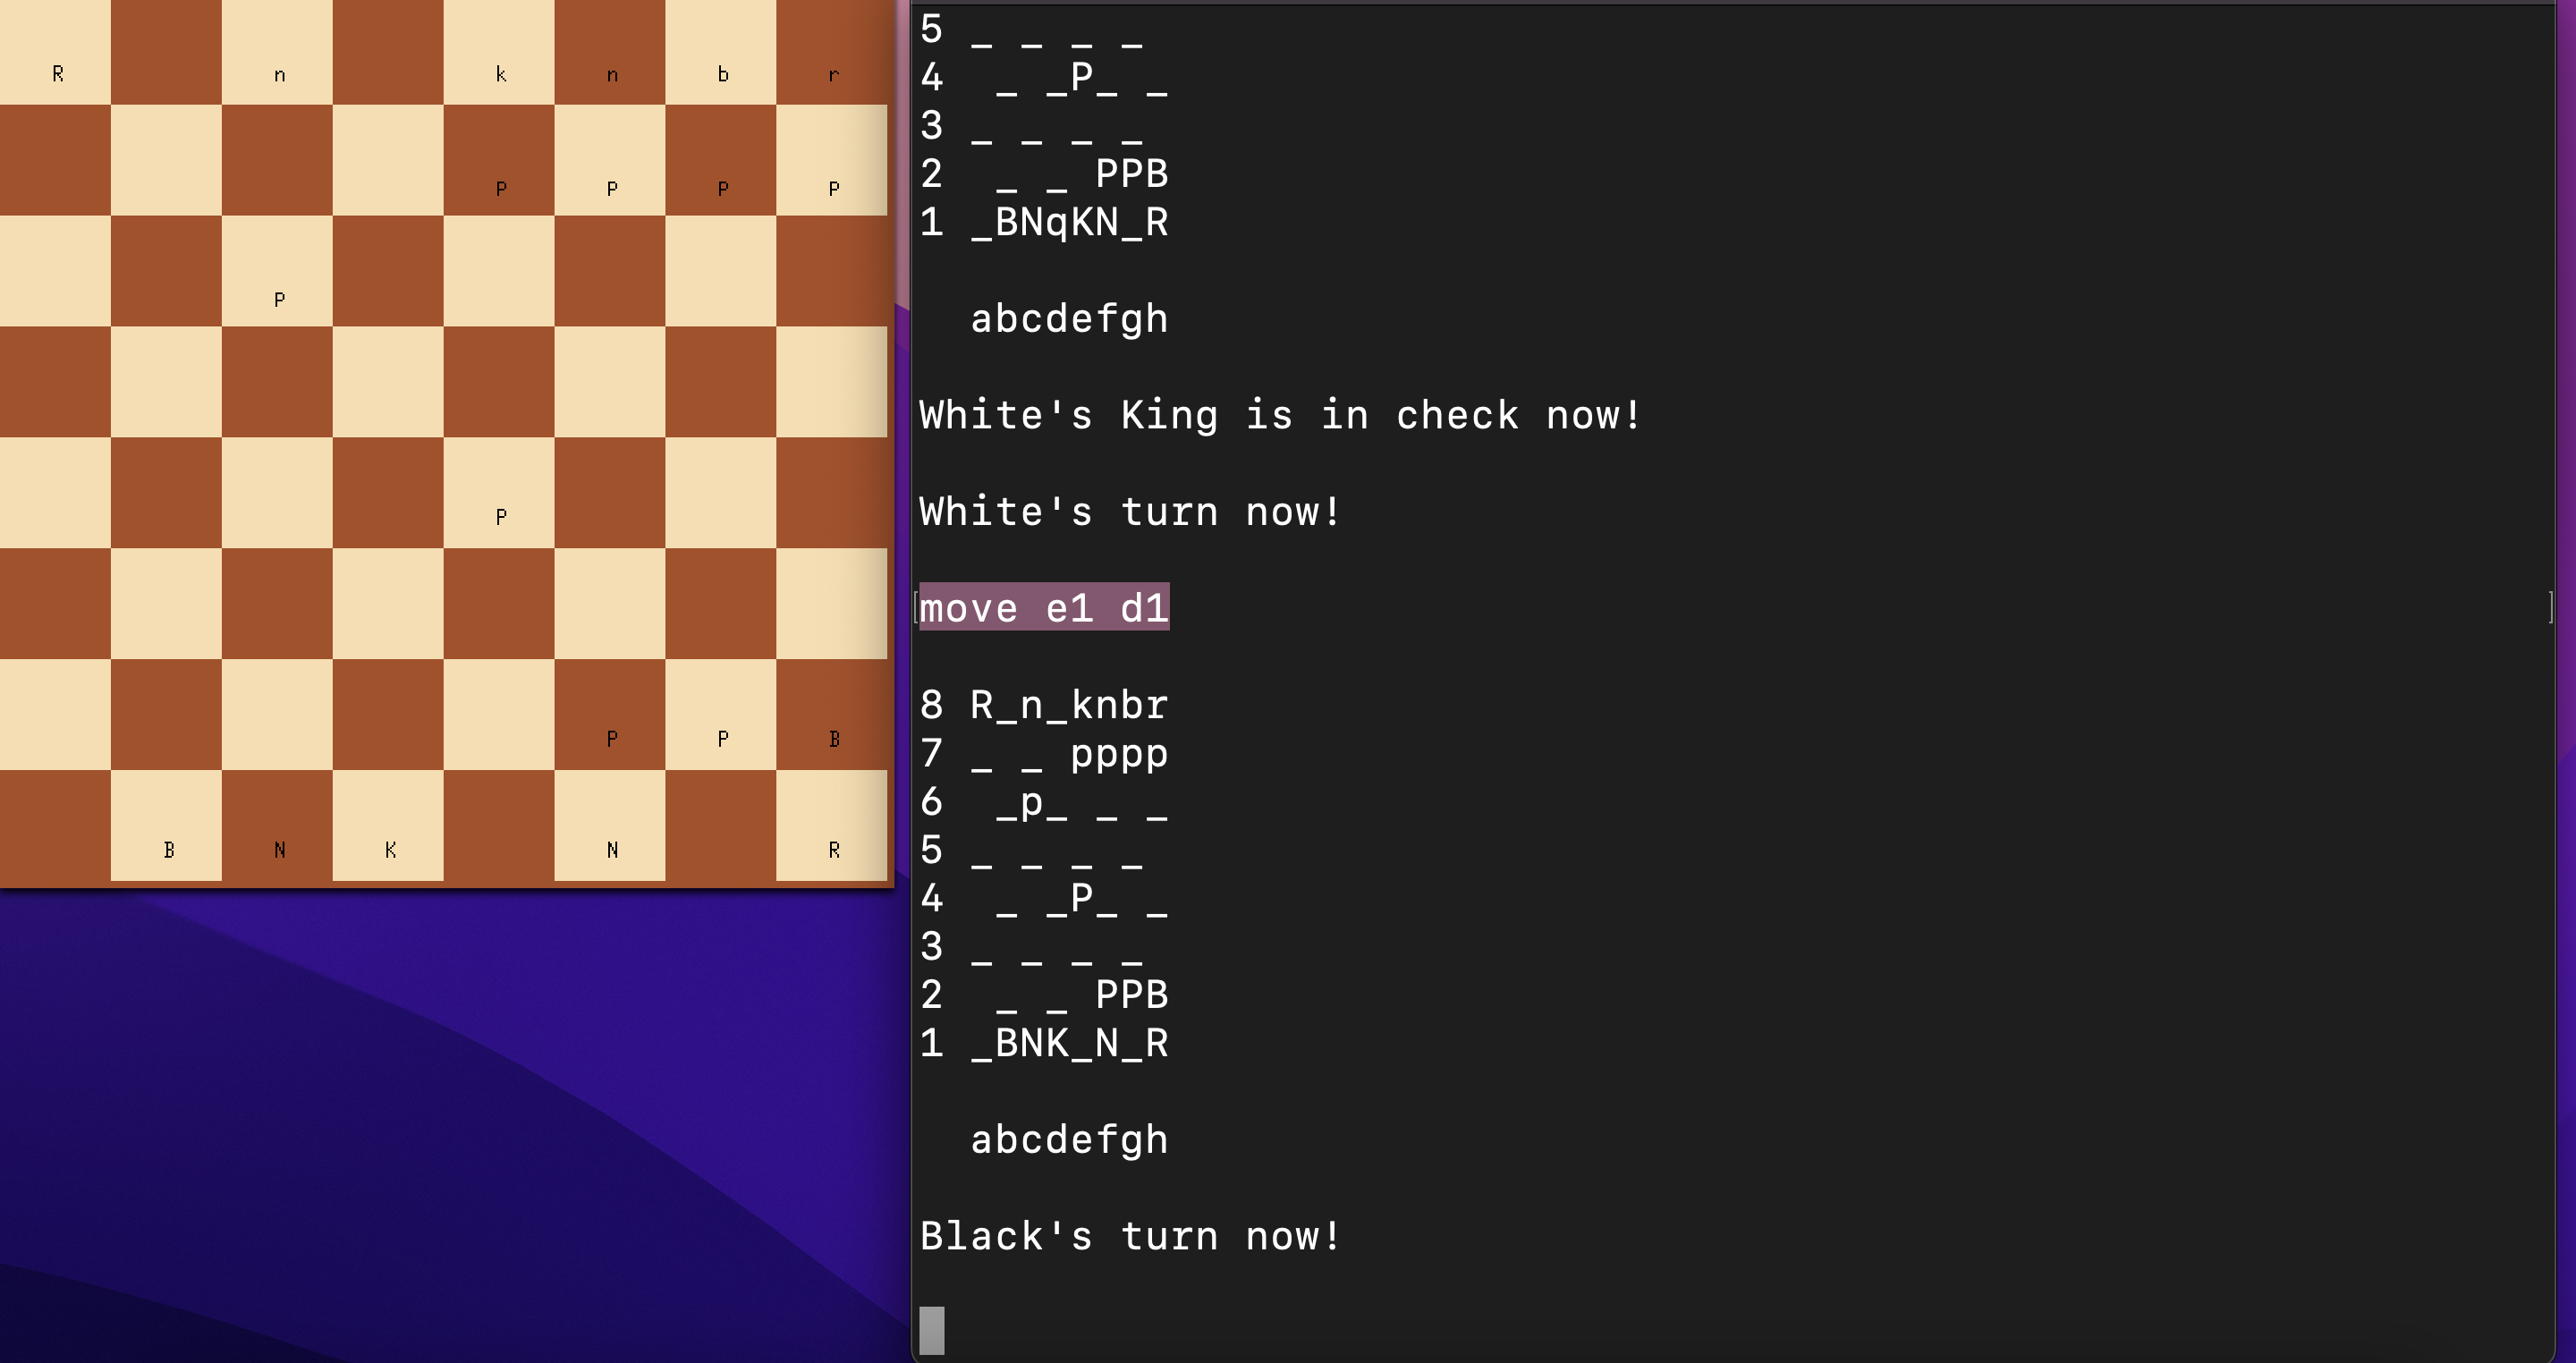 R n k n b r
P P P P
P
P
P P B
B N K N R
5 _ _ _ _
4  _ _P_ _
3 _ _ _ _
2  _ _ PPB
1 _BNqKN_R
abcdefgh
White's King is in check now!
White's turn now!
[move e1 d1]
8 R_n_knbr
7 _ _ pppp
6  _p_ _ _
5 _ _ _ _
4  _ _P_ _
3 _ _ _ _
2  _ _ PPB
1 _BNK_N_R
abcdefgh
Black's turn now!